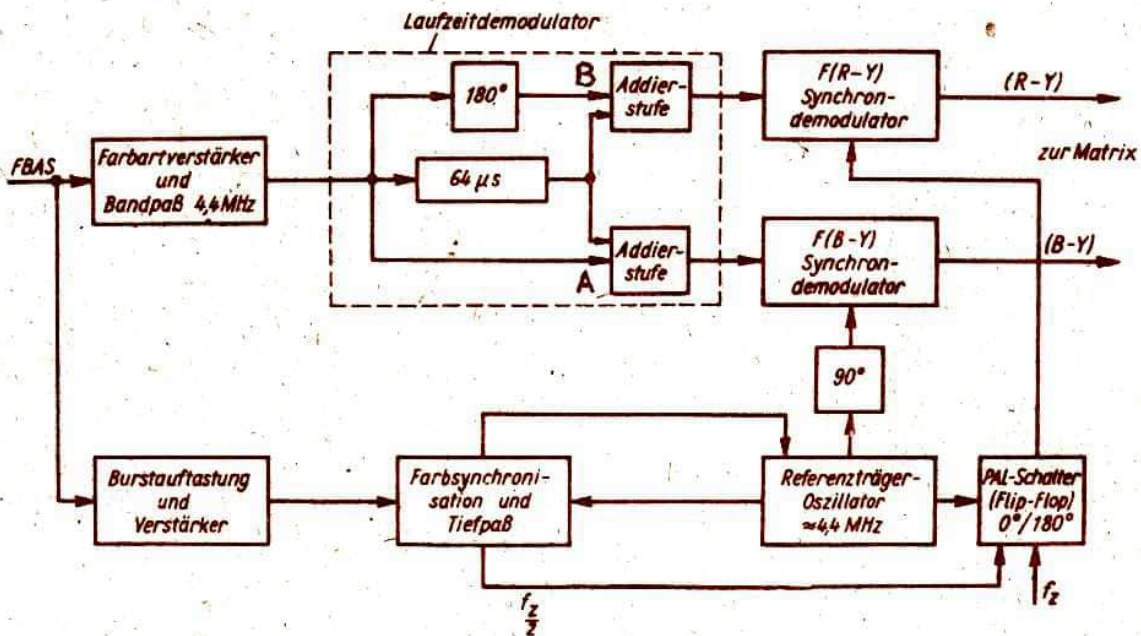 Laufzeitdemodulator
180°
B
Addier-
stufe
F(R-Y)
Synchron-
demodulator
(R-Y)
FBAS
Farbartverstärker
und
Bandpaß 4,4 MHz
64 µs
zur Matrix
A
Addier-
stufe
F(B-Y)
Synchron-
demodulator
(B-Y)
90°
Burstauftastung
und
Verstärker
Farbsynchroni-
sation und
Tiefpaß
Referenzträger-
Oszillator
≈4,4 MHz
PAL-Schalter
(Flip-Flop)
0°/180°
fz/2
fz